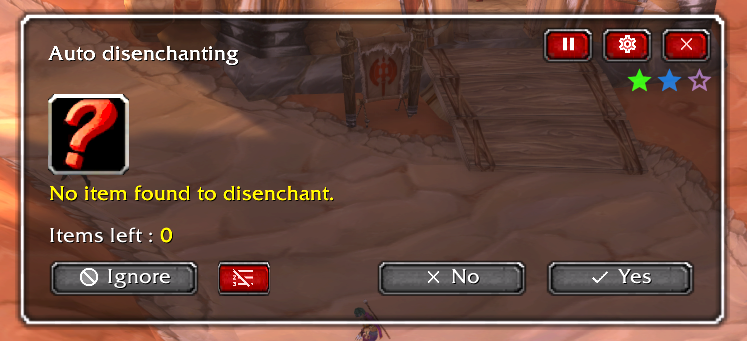 Auto disenchanting
No item found to disenchant.
Items left : 0
Ignore
No
Yes